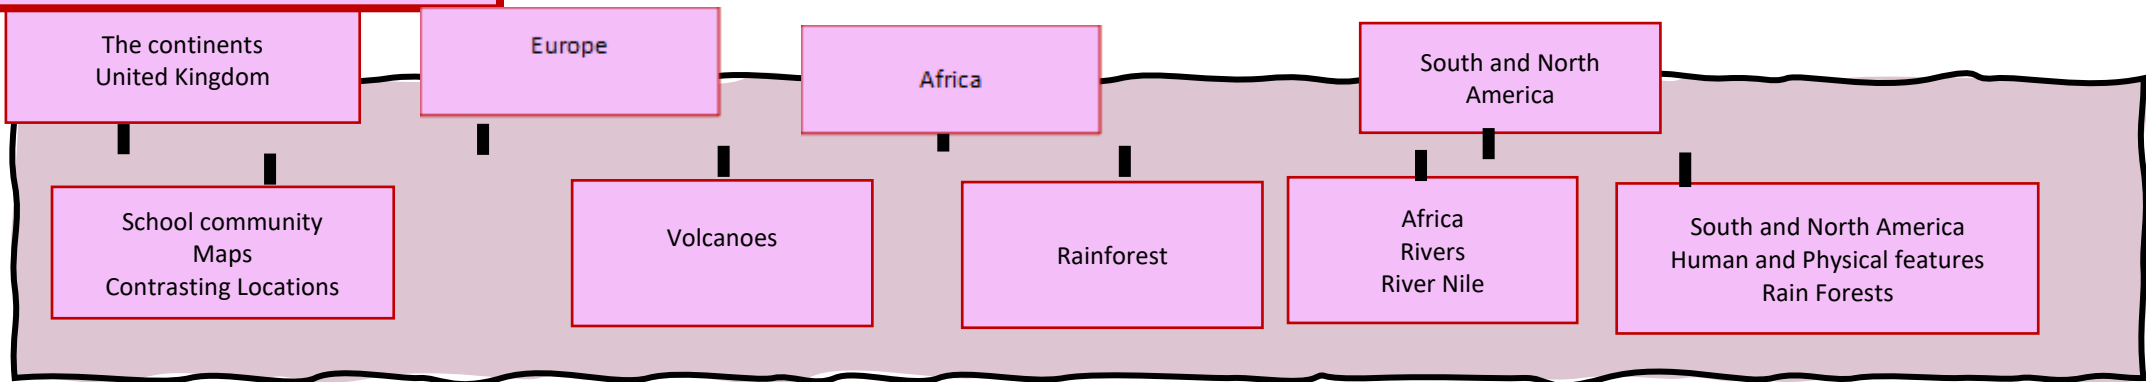 The continents
United Kingdom
Europe
Africa
South and North
America
School community
Maps
Contrasting Locations
Volcanoes
Rainforest
Africa
Rivers
River Nile
South and North America
Human and Physical features
Rain Forests